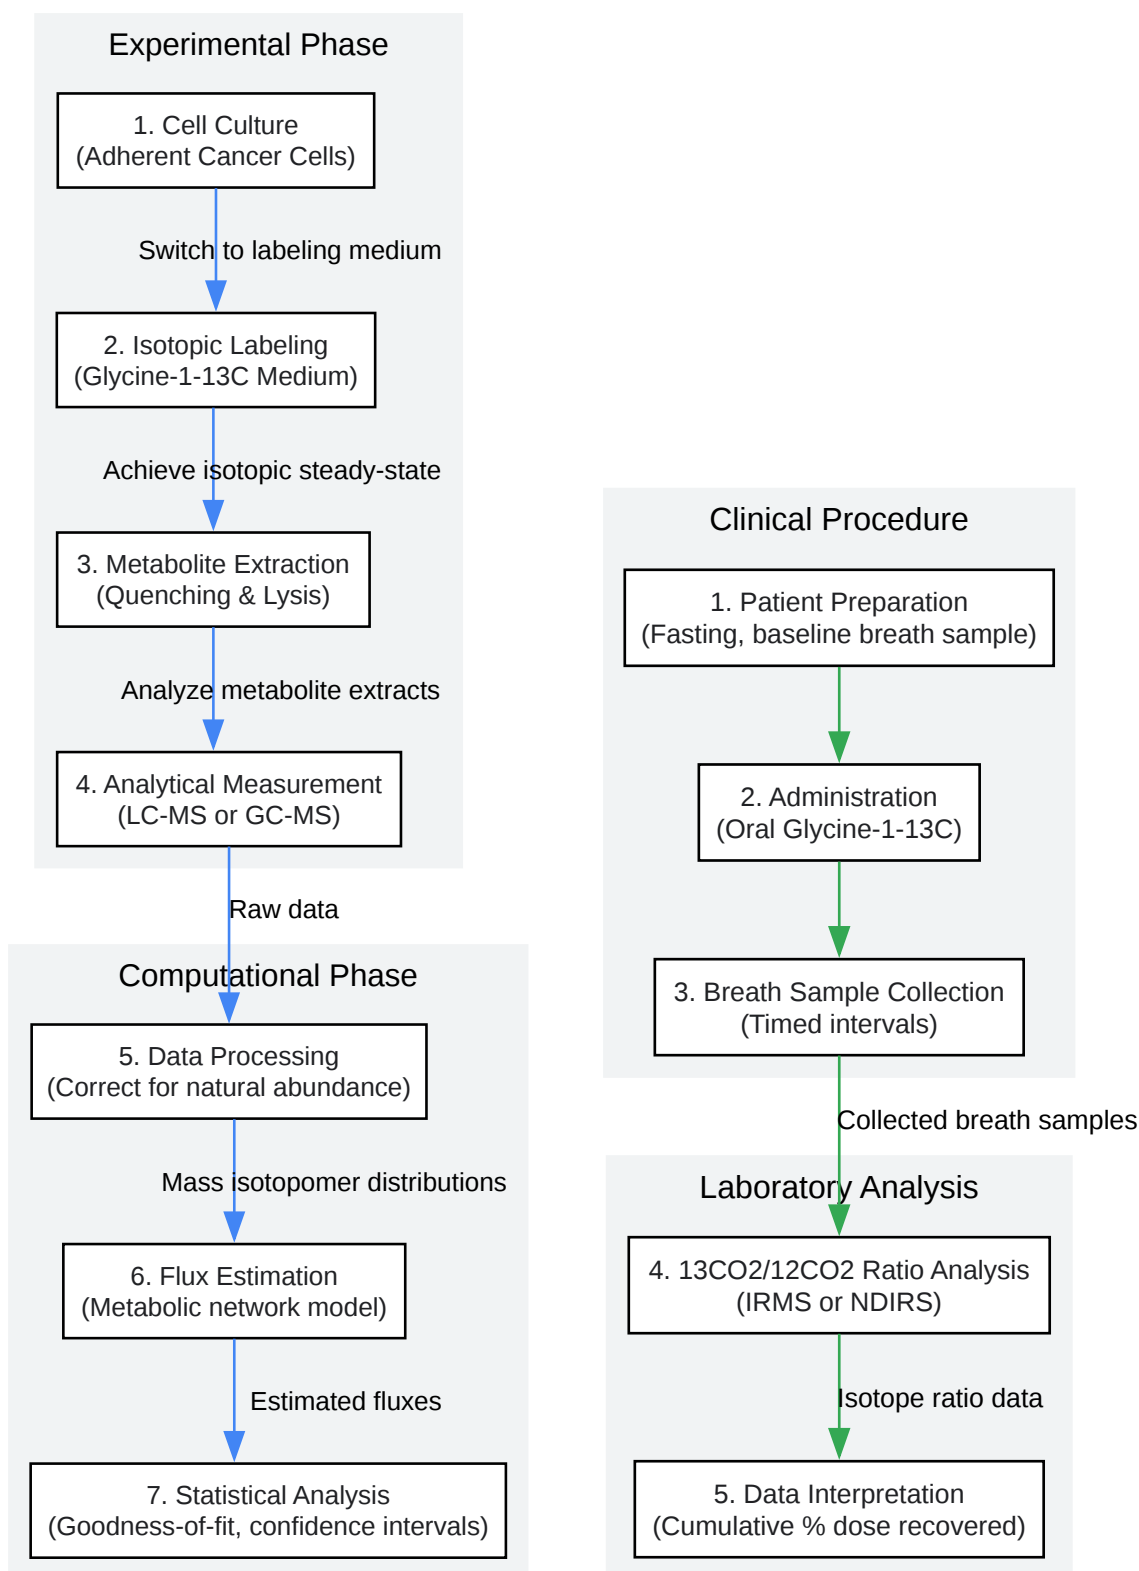 Experimental Phase
1. Cell Culture
(Adherent Cancer Cells)
Switch to labeling medium
2. Isotopic Labeling
(Glycine-1-13C Medium)
Achieve isotopic steady-state
3. Metabolite Extraction
(Quenching & Lysis)
Analyze metabolite extracts
4. Analytical Measurement
(LC-MS or GC-MS)
Raw data
Computational Phase
5. Data Processing
(Correct for natural abundance)
Mass isotopomer distributions
6. Flux Estimation
(Metabolic network model)
Estimated fluxes
7. Statistical Analysis
(Goodness-of-fit, confidence intervals)
Clinical Procedure
1. Patient Preparation
(Fasting, baseline breath sample)
2. Administration
(Oral Glycine-1-13C)
3. Breath Sample Collection
(Timed intervals)
Collected breath samples
Laboratory Analysis
4. 13CO2/12CO2 Ratio Analysis
(IRMS or NDIRS)
Isotope ratio data
5. Data Interpretation
(Cumulative % dose recovered)